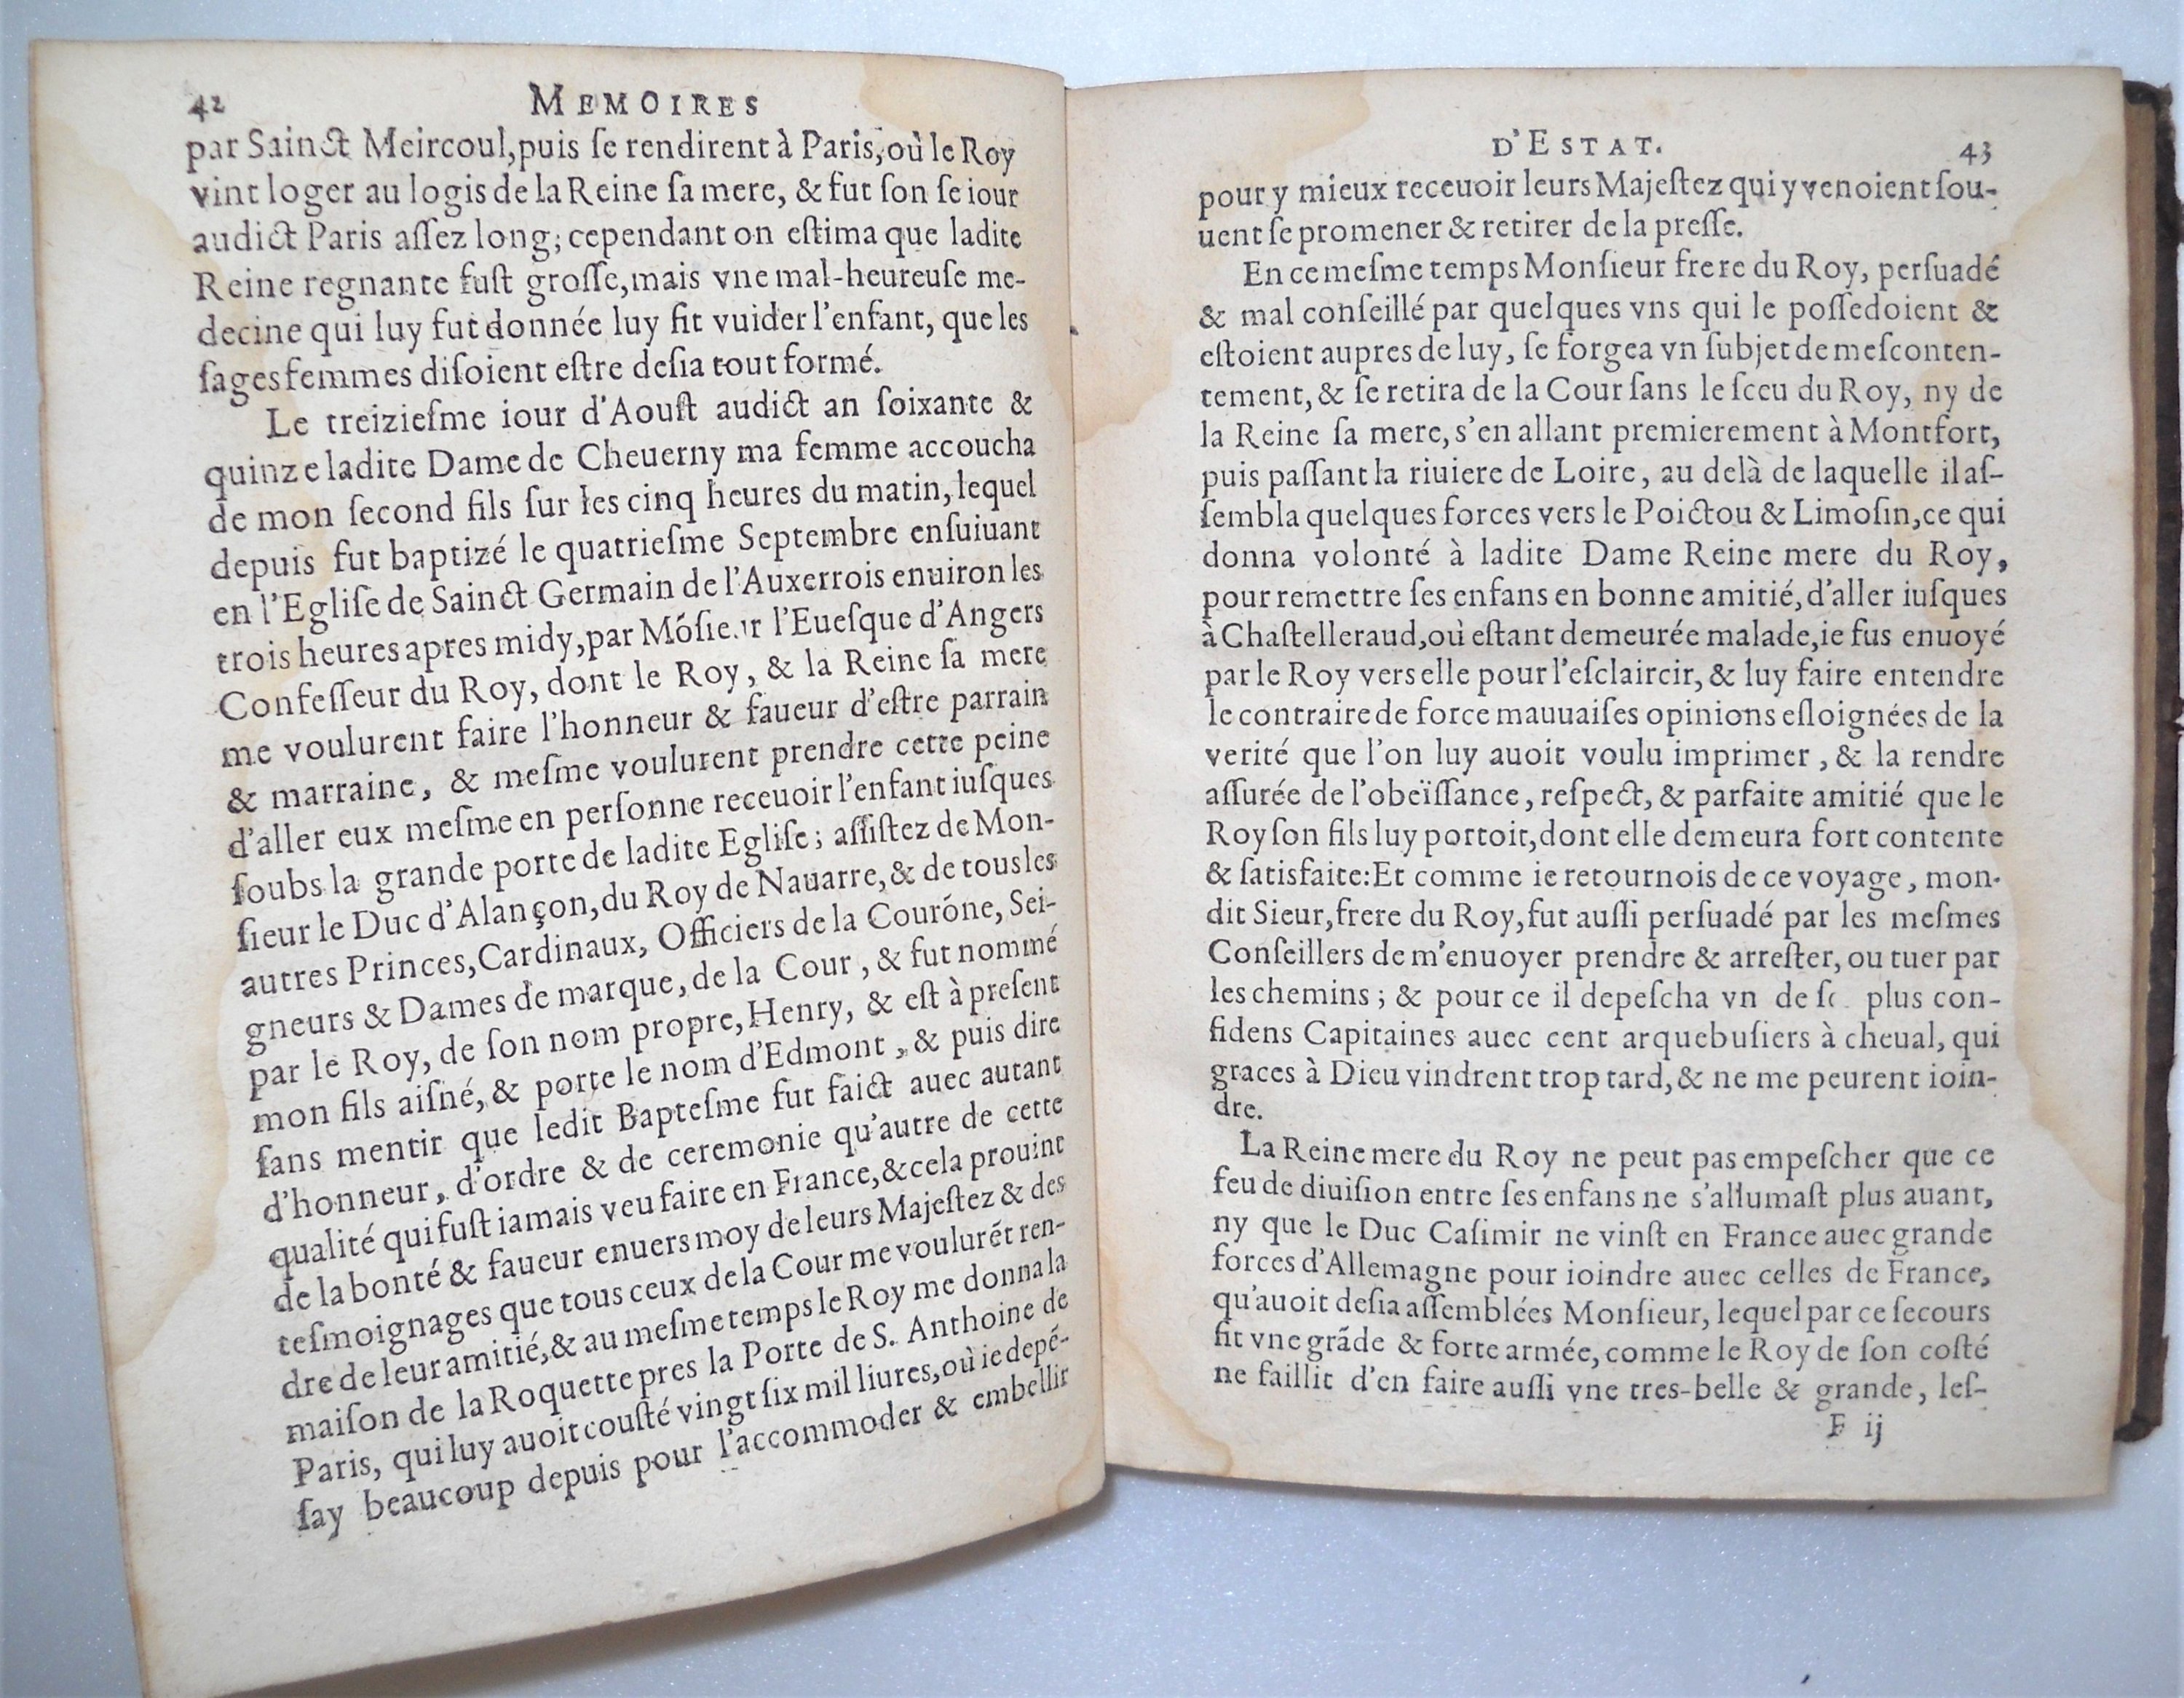 42 MEMOIRES
par Sainct Meircoul,puis ſe rendirent à Paris,où le Roy
vint loger au logis de la Reine ſa mere, & fut ſon ſeiour
audict Paris aſſez long; cependant on eſtima que ladite
Reine regnante fuſt groſſe,mais vne mal-heureuſe me-
decine qui luy fut donnée luy fit vuider l'enfant, que les
ſages femmes diſoient eſtre deſia tout formé.
Le treizieſme iour d'Aouſt audict an ſoixante &
quinze ladite Dame de Cheuerny ma femme accoucha
de mon ſecond fils ſur les cinq heures du matin, lequel
depuis fut baptizé le quatrieſme Septembre enſuiuant
en l'Egliſe de Sainct Germain de l'Auxerrois enuiron les
trois heures apres midy,par Mõſieur l'Eueſque d'Angers
Confeſſeur du Roy, dont le Roy, & la Reine ſa mere
me voulurent faire l'honneur & faueur d'eſtre parrain
& marraine, & meſme voulurent prendre cette peine
d'aller eux meſme en perſonne receuoir l'enfant iuſques
ſoubs la grande porte de ladite Egliſe; aſſiſtez de Mon-
ſieur le Duc d'Alançon,du Roy de Nauarre,& de tous les
autres Princes,Cardinaux, Officiers de la Courõne, Sei-
gneurs & Dames de marque, de la Cour, & fut nommé
par le Roy, de ſon nom propre, Henry, & eſt à preſent
mon fils aiſné, & porte le nom d'Edmont, & puis dire
ſans mentir que ledit Bapteſme fut faict auec autant
d'honneur, d'ordre & de ceremonie qu'autre de cette
qualité qui fuſt iamais veu faire en France,&cela prouint
de la bonté & faueur enuers moy de leurs Majeſtez & des
teſmoignages que tous ceux de la Cour me voulurẽt ren-
dre de leur amitié,& au meſme temps le Roy me donna la
maiſon de la Roquette pres la Porte de S. Anthoine de
Paris, qui luy auoit couſté vingt ſix mil liures,où ie depẽ-
ſay beaucoup depuis pour l'accommoder & embellir
D'ESTAT. 43
pour y mieux receuoir leurs Majeſtez qui y venoient ſou-
uent ſe promener & retirer de la preſſe.
En ce meſme temps Monſieur frere du Roy, perſuadé
& mal conſeillé par quelques vns qui le poſſedoient &
eſtoient aupres de luy, ſe forgea vn ſubjet de meſconten-
tement, & ſe retira de la Cour ſans le ſceu du Roy, ny de
la Reine ſa mere, s'en allant premierement à Montfort,
puis paſſant la riuiere de Loire, au delà de laquelle il aſ-
ſembla quelques forces vers le Poictou & Limoſin,ce qui
donna volonté à ladite Dame Reine mere du Roy,
pour remettre ſes enfans en bonne amitié, d'aller iuſques
à Chaſtelleraud,où eſtant demeurée malade,ie fus enuoyé
par le Roy vers elle pour l'eſclaircir, & luy faire entendre
le contraire de force mauuaiſes opinions eſloignées de la
verité que l'on luy auoit voulu imprimer, & la rendre
aſſurée de l'obeïſſance, reſpect, & parfaite amitié que le
Roy ſon fils luy portoit,dont elle demeura fort contente
& ſatisfaite:Et comme ie retournois de ce voyage, mon-
dit Sieur, frere du Roy, fut auſſi perſuadé par les meſmes
Conſeillers de m'enuoyer prendre & arreſter, ou tuer par
les chemins; & pour ce il depeſcha vn de plus con-
fidens Capitaines auec cent arquebuſiers à cheual, qui
graces à Dieu vindrent trop tard,& ne me peurent ioin-
dre.
La Reine mere du Roy ne peut pas empeſcher que ce
feu de diuiſion entre ſes enfans ne s'allumaſt plus auant,
ny que le Duc Caſimir ne vinſt en France auec grande
forces d'Allemagne pour ioindre auec celles de France,
qu'auoit deſia aſſemblées Monſieur, lequel par ce ſecours
fit vne grãde & forte armée, comme le Roy de ſon coſté
ne faillit d'en faire auſſi vne tres-belle & grande, leſ-
F ij